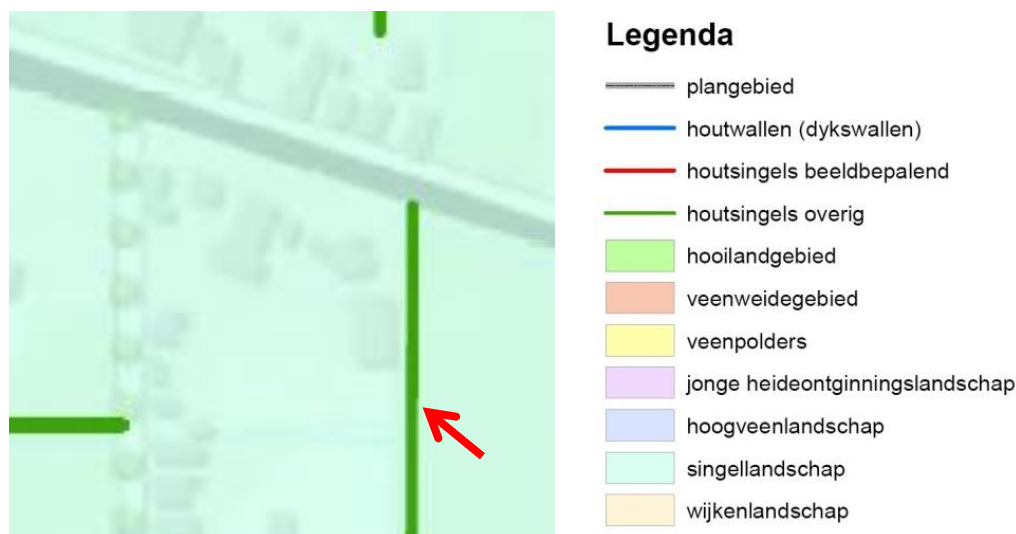 Legenda
plangebied
houtwallen (dykswallen)
houtsingels beeldbepalend
houtsingels overig
hooilandgebied
veenweidegebied
veenpolders
jonge heideontginningslandschap
hoogveenlandschap
singellandschap
wijkenlandschap